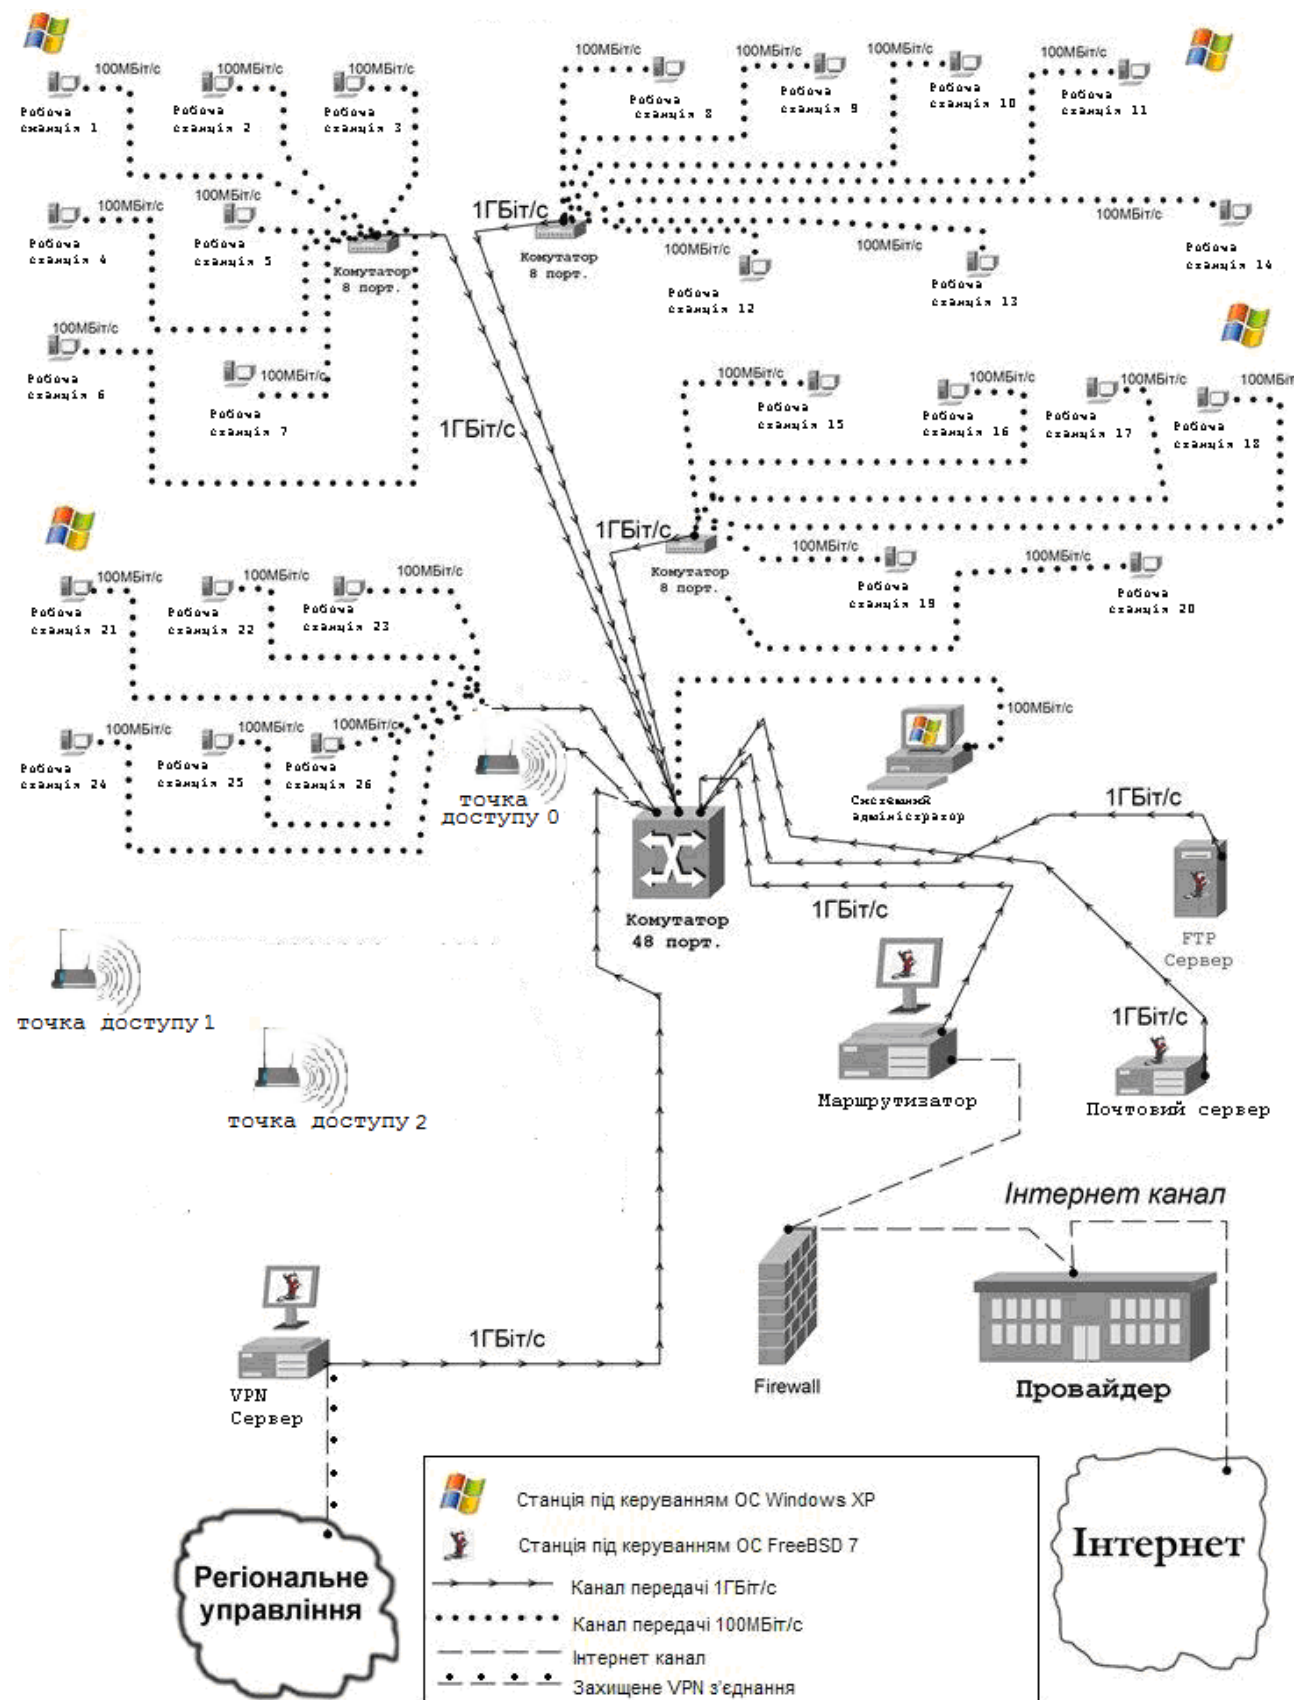 100МБіт/с
100МБіт/с
100МБіт/с
Робоча
сманція 1
Робоча
станція 2
Робоча
станція 3
100МБіт/с
100МБіт/с
100МБіт/с
100МБіт/с
Робоча
станція 8
Робоча
станція 9
Робоча
станція 10
Робоча
станція 11
100МБіт/с
100МБіт/с
Робоча
станція 4
Робоча
станція 5
Комутатор
8 порт.
1ГБіт/с
Комутатор
8 порт.
100МБіт/с
100МБіт/с
100МБіт/с
Робоча
станція 12
Робоча
станція 13
Робоча
станція 14
100МБіт/с
100МБіт/с
Робоча
станція 6
Робоча
станція 7
1ГБіт/с
100МБіт/с
100МБіт/с
100МБіт/с
100МБіт
Робоча
станція 15
Робоча
станція 16
Робоча
станція 17
Робоча
станція 18
1ГБіт/с
Комутатор
8 порт.
100МБіт/с
100МБіт/с
Робоча
станція 19
Робоча
станція 20
100МБіт/с
100МБіт/с
100МБіт/с
Робоча
станція 21
Робоча
станція 22
Робоча
станція 23
100МБіт/с
100МБіт/с
100МБіт/с
Робоча
станція 24
Робоча
станція 25
Робоча
станція 26
точка
доступу 0
100МБіт/с
Системний
адміністратор
Комутатор
48 порт.
1ГБіт/с
FTP
Сервер
1ГБіт/с
Маршрутизатор
1ГБіт/с
Почтовий сервер
точка доступу 1
точка доступу 2
Інтернет канал
Firewall
Провайдер
1ГБіт/с
VPN
Сервер
Регіональне
управління
Інтернет
Станція під керуванням ОС Windows XP
Станція під керуванням ОС FreeBSD 7
Канал передачі 1ГБіт/с
Канал передачі 100МБіт/с
Інтернет канал
Захищене VPN з'єднання